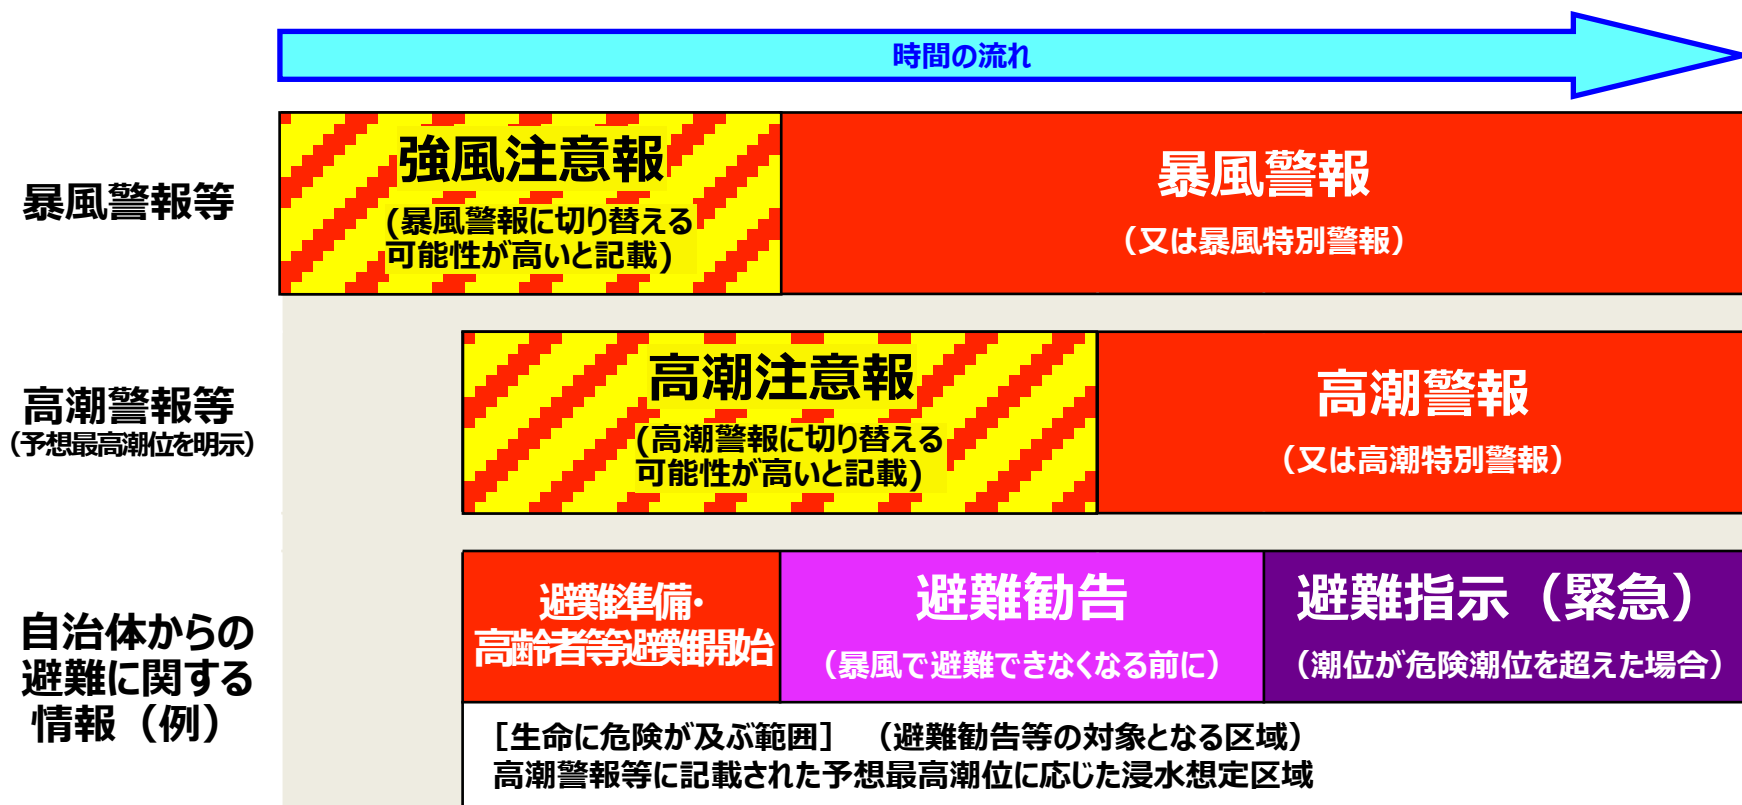 時間の流れ
暴風警報等
強風注意報
(暴風警報に切り替える
可能性が高いと記載)
暴風警報
（又は暴風特別警報）
高潮警報等
（予想最高潮位を明示）
高潮注意報
(高潮警報に切り替える
可能性が高いと記載)
高潮警報
（又は高潮特別警報）
自治体からの
避難に関する
情報（例）
避難準備・
高齢者等避難開始
避難勧告
（暴風で避難できなくなる前に）
避難指示（緊急）
（潮位が危険潮位を超えた場合）
［生命に危険が及ぶ範囲］　（避難勧告等の対象となる区域）
高潮警報等に記載された予想最高潮位に応じた浸水想定区域